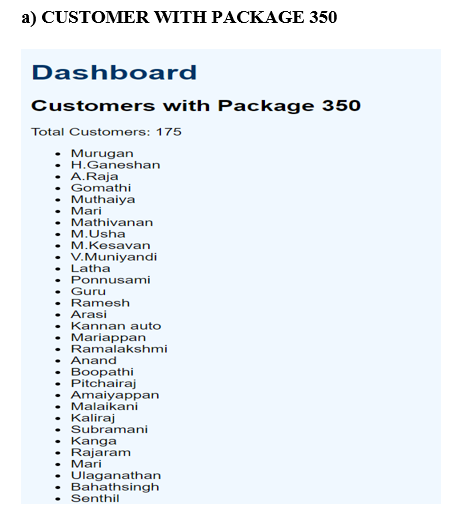 a) CUSTOMER WITH PACKAGE 350
Dashboard
Customers with Package 350
Total Customers: 175
• Murugan
• H.Ganeshan
• A.Raja
• Gomathi
• Muthaiya
• Mari
• Mathivanan
• M.Usha
• M.Kesavan
• V.Muniyandi
• Latha
• Ponnusami
• Guru
• Ramesh
• Arasi
• Kannan auto
• Mariappan
• Ramalakshmi
• Anand
• Boopathi
• Pitchairaj
• Amaiyappan
• Malaikani
• Kaliraj
• Subramani
• Kanga
• Rajaram
• Mari
• Ulaganathan
• Bahathsingh
• Senthil